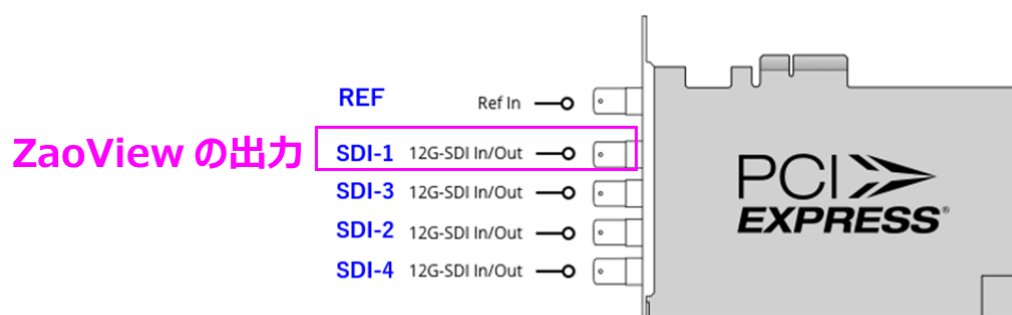 REF Ref In
ZaoView の出力 SDI-1 12G-SDI In/Out
SDI-3 12G-SDI In/Out
SDI-2 12G-SDI In/Out
SDI-4 12G-SDI In/Out
PCI
EXPRESS®